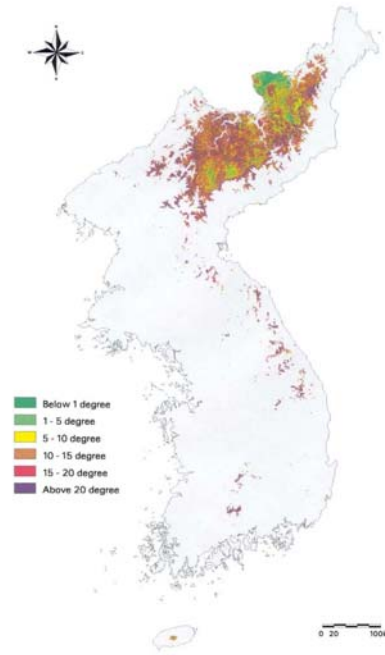 Below 1 degree
1 - 5 degree
5 - 10 degree
10 - 15 degree
15 - 20 degree
Above 20 degree
0 20